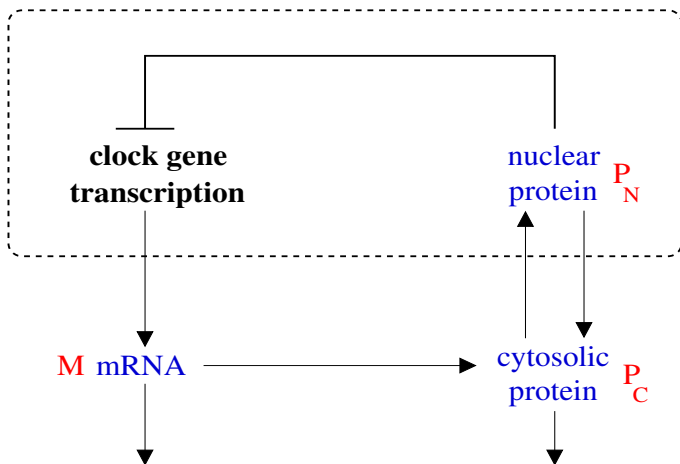 clock gene
transcription
nuclear
protein
P_N
M mRNA
cytosolic
protein
P_C